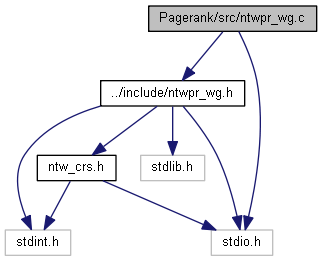 Pagerank/src/ntwpr_wg.c
../include/ntwpr_wg.h
ntw_crs.h
stdlib.h
stdint.h
stdio.h